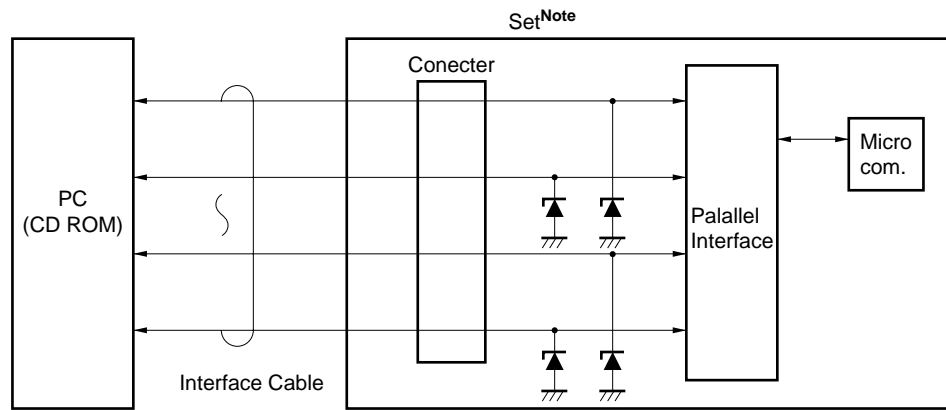 Set Note
Conecter
PC
(CD ROM)
Micro
com.
Palallel
Interface
Interface Cable